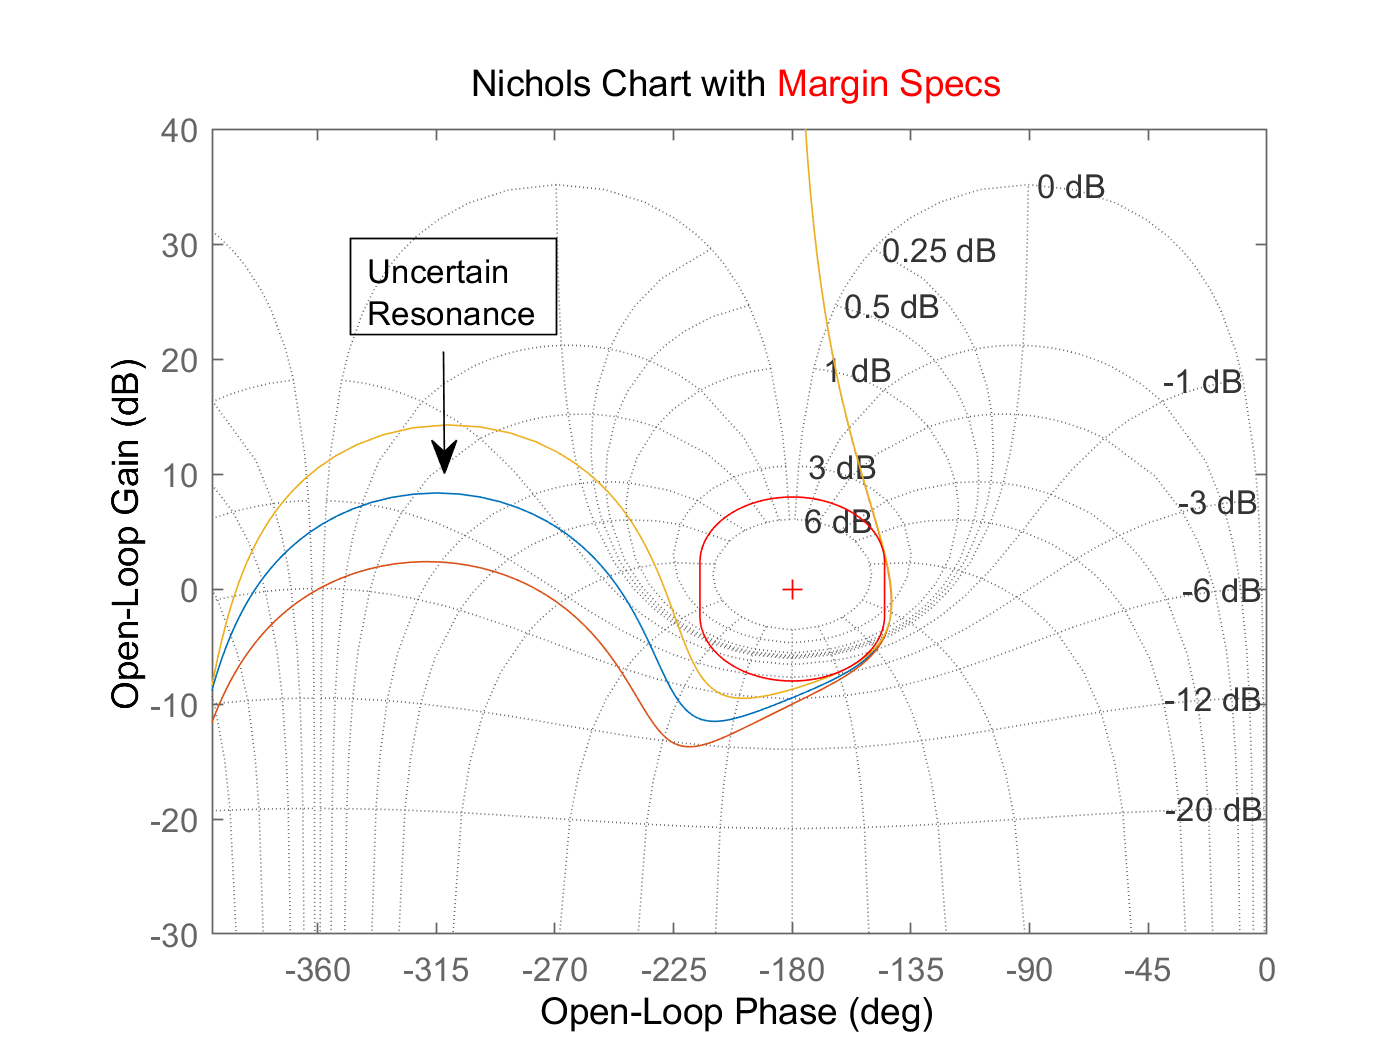 Nichols Chart with Margin Specs
Open-Loop Gain (dB)
40
30
20
10
0
-10
-20
-30
Uncertain
Resonance
0 dB
0.25 dB
0.5 dB
1 dB
-1 dB
3 dB
-3 dB
6 dB
-6 dB
-12 dB
-20 dB
-360
-315
-270
-225
-180
-135
-90
-45
0
Open-Loop Phase (deg)